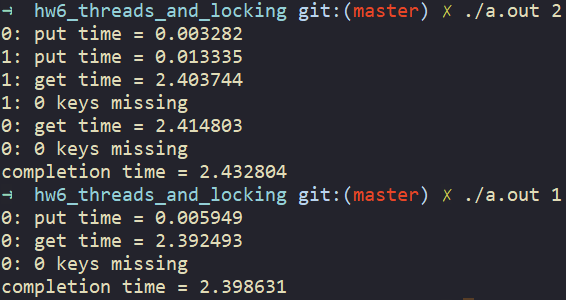 → hw6_threads_and_locking git:(master) ✗ ./a.out 2
0: put time = 0.003282
1: put time = 0.013335
1: get time = 2.403744
1: 0 keys missing
0: get time = 2.414803
0: 0 keys missing
completion time = 2.432804
→ hw6_threads_and_locking git:(master) ✗ ./a.out 1
0: put time = 0.005949
0: get time = 2.392493
0: 0 keys missing
completion time = 2.398631